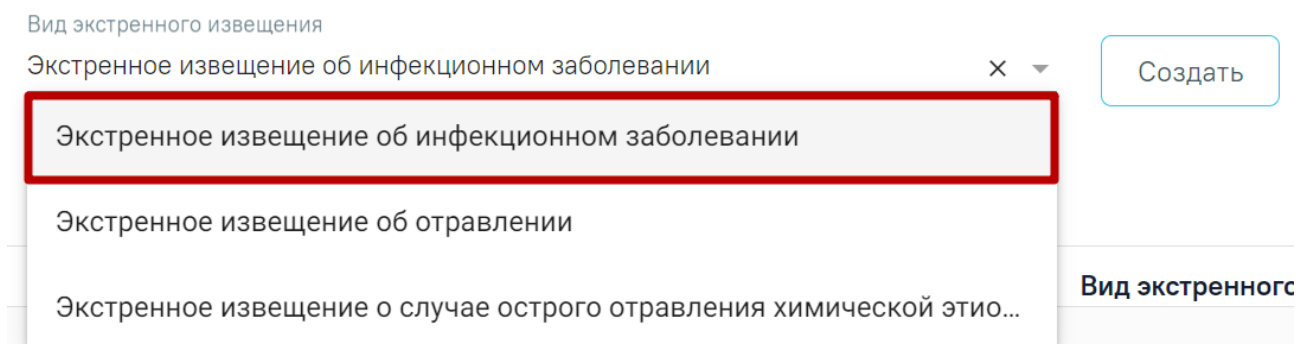 Вид экстренного извещения
Экстренное извещение об инфекционном заболевании
Создать
Экстренное извещение об инфекционном заболевании
Экстренное извещение об отравлении
Вид экстренного
Экстренное извещение о случае острого отравления химической этио...